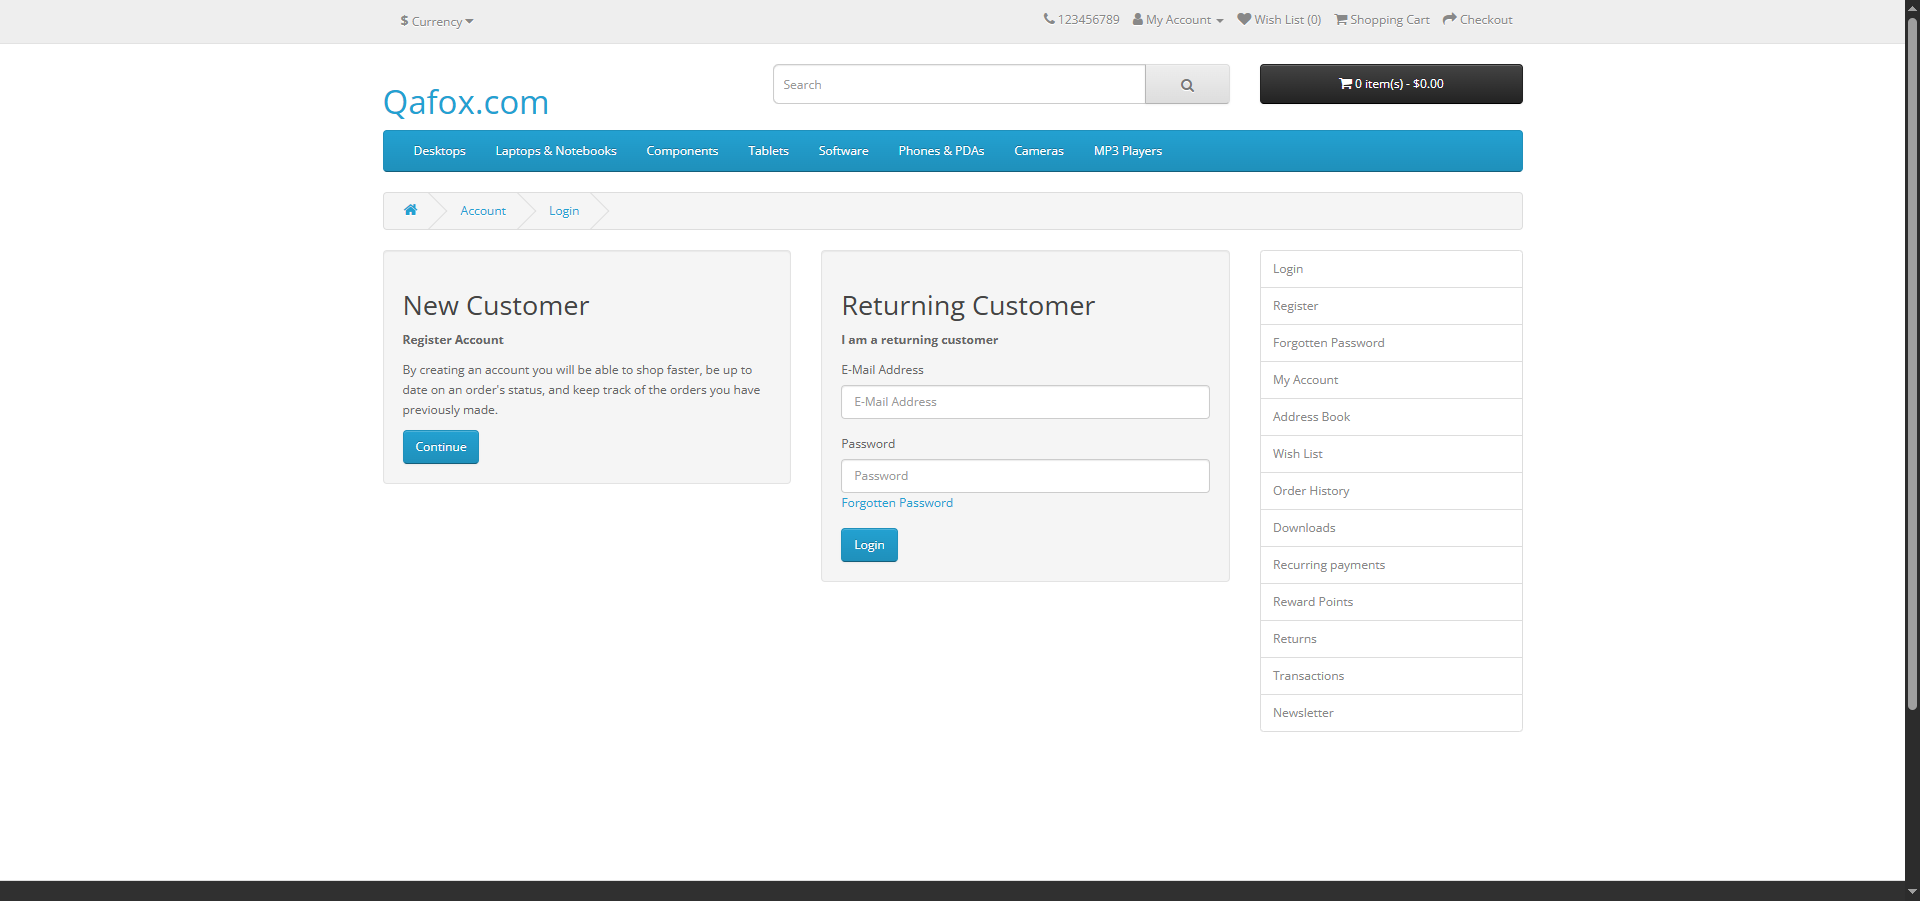 $ Currency
123456789 My Account Wish List (0) Shopping Cart Checkout
Qafox.com
Search
0 item(s) - $0.00
Desktops Laptops & Notebooks Components Tablets Software Phones & PDAs Cameras MP3 Players
Account Login
New Customer
Register Account
By creating an account you will be able to shop faster, be up to
date on an order's status, and keep track of the orders you have
previously made.
Continue
Returning Customer
I am a returning customer
E-Mail Address
E-Mail Address
Password
Password
Forgotten Password
Login
Login
Register
Forgotten Password
My Account
Address Book
Wish List
Order History
Downloads
Recurring payments
Reward Points
Returns
Transactions
Newsletter